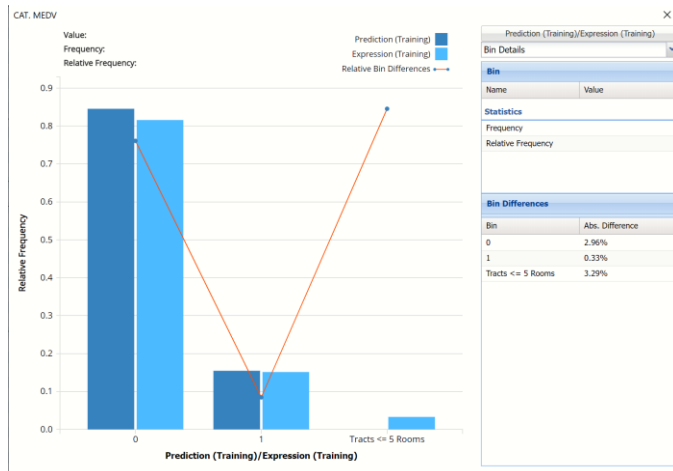 CAT. MEDV
Value:
Frequency:
Relative Frequency:
Prediction (Training)
Expression (Training)
Relative Bin Differences
Relative Frequency
0.9
0.8
0.7
0.6
0.5
0.4
0.3
0.2
0.1
0.0
0 1 Tracts <= 5 Rooms
Prediction (Training)/Expression (Training)
Prediction (Training)/Expression (Training)
Bin Details
Bin
Name Value
Statistics
Frequency
Relative Frequency
Bin Differences
Bin Abs. Difference
0 2.96%
1 0.33%
Tracts <= 5 Rooms 3.29%